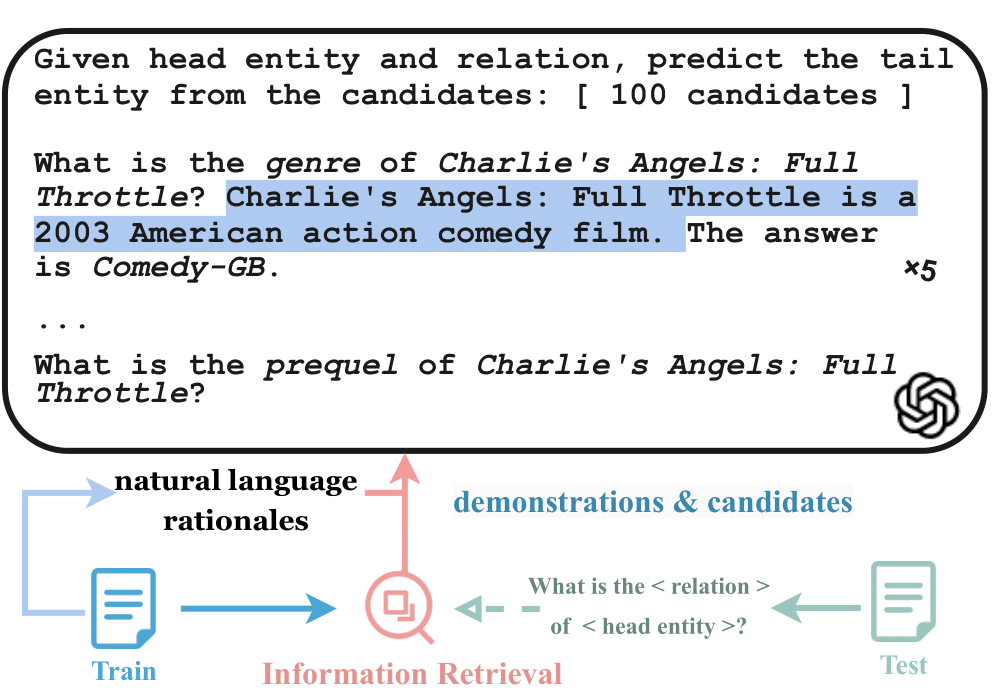 Given head entity and relation, predict the tail
entity from the candidates: [ 100 candidates ]
What is the genre of Charlie's Angels: Full
Throttle? Charlie's Angels: Full Throttle is a
2003 American action comedy film. The answer
is Comedy-GB.
×5
...
What is the prequel of Charlie's Angels: Full
Throttle?
natural language
rationales
demonstrations & candidates
What is the < relation >
of < head entity >?
Train
Information Retrieval
Test